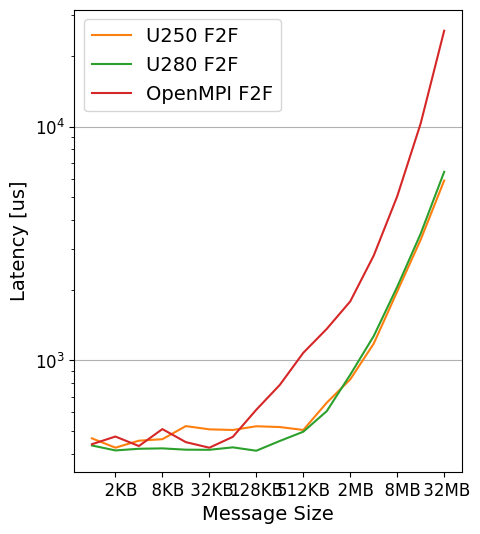 U250 F2F
U280 F2F
OpenMPI F2F
10^4
10^3
Latency [us]
2KB 8KB 32KB 128KB 512KB 2MB 8MB 32MB
Message Size